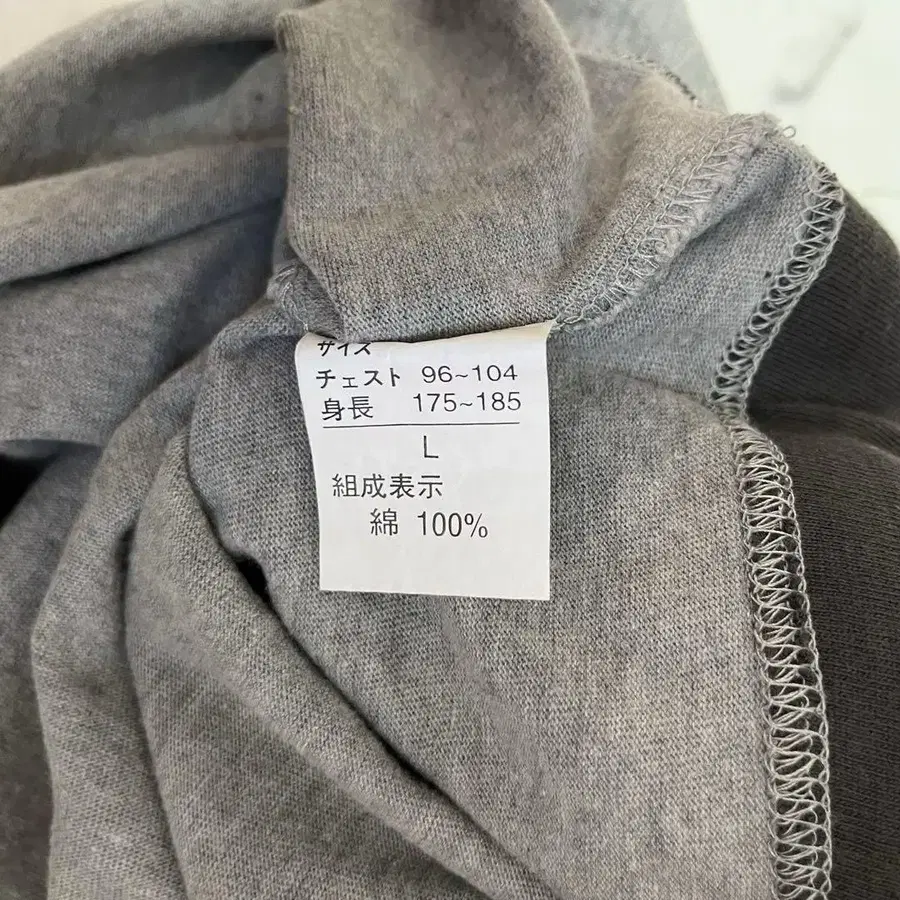 サイズ
チェスト 96~104
身長 175~185
L
組成表示
綿 100%